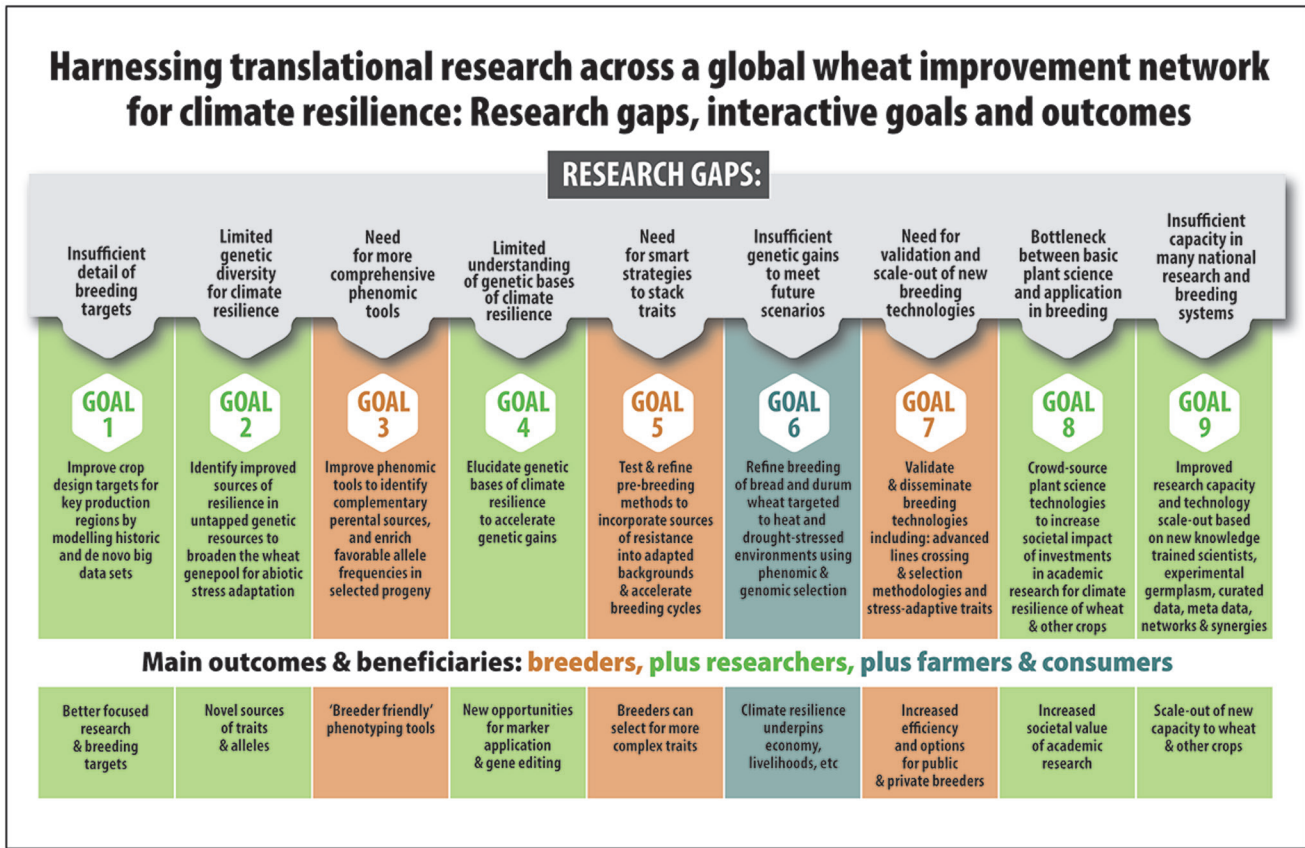 Harnessing translational research across a global wheat improvement network
for climate resilience: Research gaps, interactive goals and outcomes
RESEARCH GAPS:
Insufficient
detail of
breeding
targets
Limited
genetic
diversity
for climate
resilience
Need
for more
comprehensive
phenomic
tools
Limited
understanding
of genetic bases
of climate
resilience
Need
for smart
strategies
to stack
traits
Insufficient
genetic gains
to meet
future
scenarios
Need for
validation and
scale-out of new
breeding
technologies
Bottleneck
between basic
plant science
and application
in breeding
Insufficient
capacity in
many national
research and
breeding
systems
GOAL
1
Improve crop
design targets for
key production
regions by
modelling historic
and de novo big
data sets
GOAL
2
Identify improved
sources of
resilience in
untapped genetic
resources to
broaden the wheat
genepool for abiotic
stress adaptation
GOAL
3
Improve phenomic
tools to identify
complementary
perental sources,
and enrich
favorable allele
frequencies in
selected progeny
GOAL
4
Elucidate genetic
bases of climate
resilience
to accelerate
genetic gains
GOAL
5
Test & refine
pre-breeding
methods to
incorporate sources
of resistance
into adapted
backgrounds
& accelerate
breeding cycles
GOAL
6
Refine breeding
of bread and durum
wheat targeted
to heat and
drought-stressed
environments using
phenomic &
genomic selection
GOAL
7
Validate
& disseminate
breeding
technologies
including: advanced
lines crossing
& selection
methodologies and
stress-adaptive traits
GOAL
8
Crowd-source
plant science
technologies
to increase
societal impact
of investments
in academic
research for climate
resilience of wheat
& other crops
GOAL
9
Improved
research capacity
and technology
scale-out based
on new knowledge
trained scientists,
experimental
germplasm, curated
data, meta data,
networks & synergies
Main outcomes & beneficiaries: breeders, plus researchers, plus farmers & consumers
Better focused
research
& breeding
targets
Novel sources
of traits
& alleles
'Breeder friendly'
phenotyping tools
New opportunities
for marker
application
& gene editing
Breeders can
select for more
complex traits
Climate resilience
underpins
economy,
livelihoods, etc
Increased
efficiency
and options
for public
& private breeders
Increased
societal value
of academic
research
Scale-out of new
capacity to wheat
& other crops